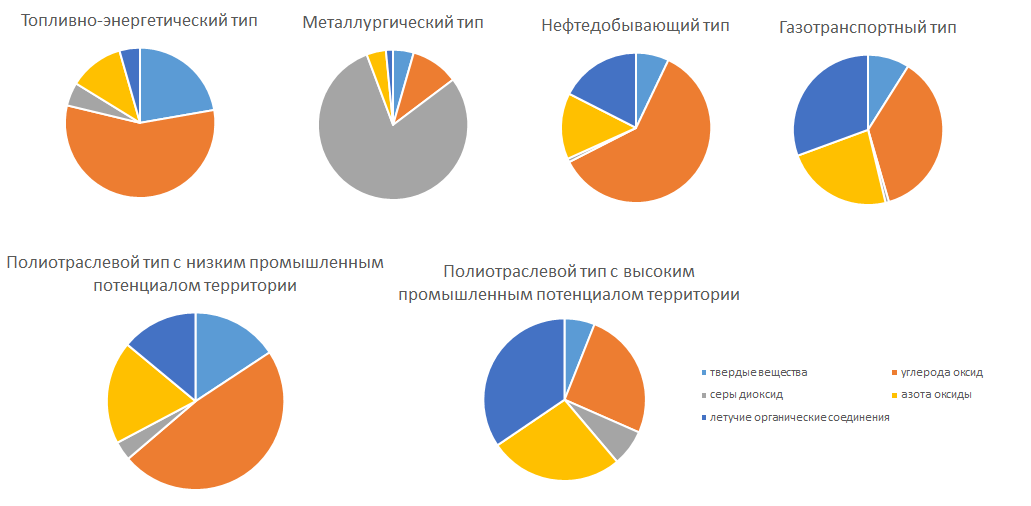 Топливно-энергетический тип
Металлургический тип
Нефтедобывающий тип
Газотранспортный тип
Полиотраслевой тип с низким промышленным
потенциалом территории
Полиотраслевой тип с высоким
промышленным потенциалом территории
твердые вещества
углерода оксид
серы диоксид
азота оксиды
летучие органические соединения